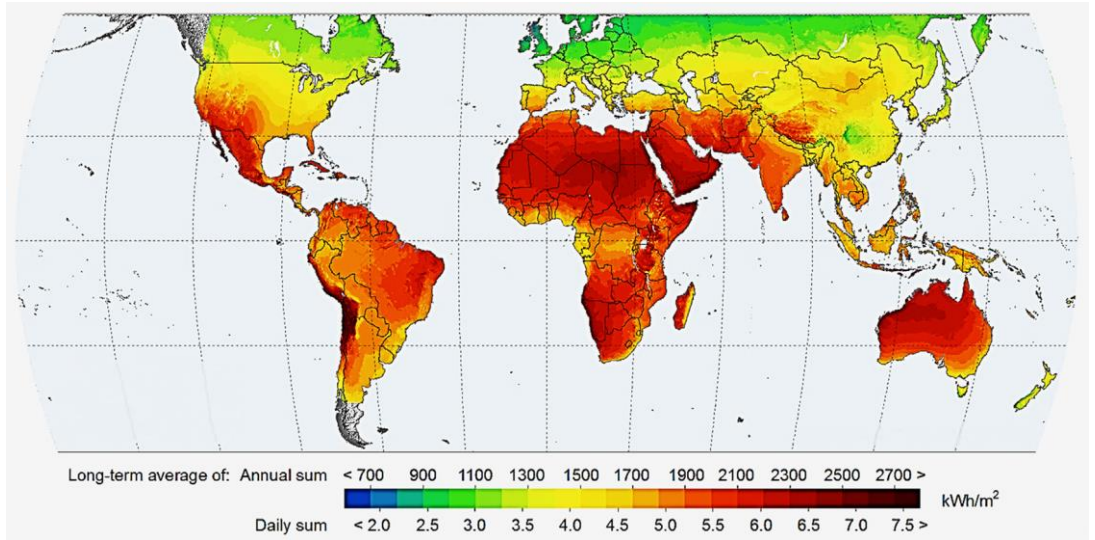 Long-term average of: Annual sum < 700 900 1100 1300 1500 1700 1900 2100 2300 2500 2700 >
kWh/m²
Daily sum < 2.0 2.5 3.0 3.5 4.0 4.5 5.0 5.5 6.0 6.5 7.0 7.5 >